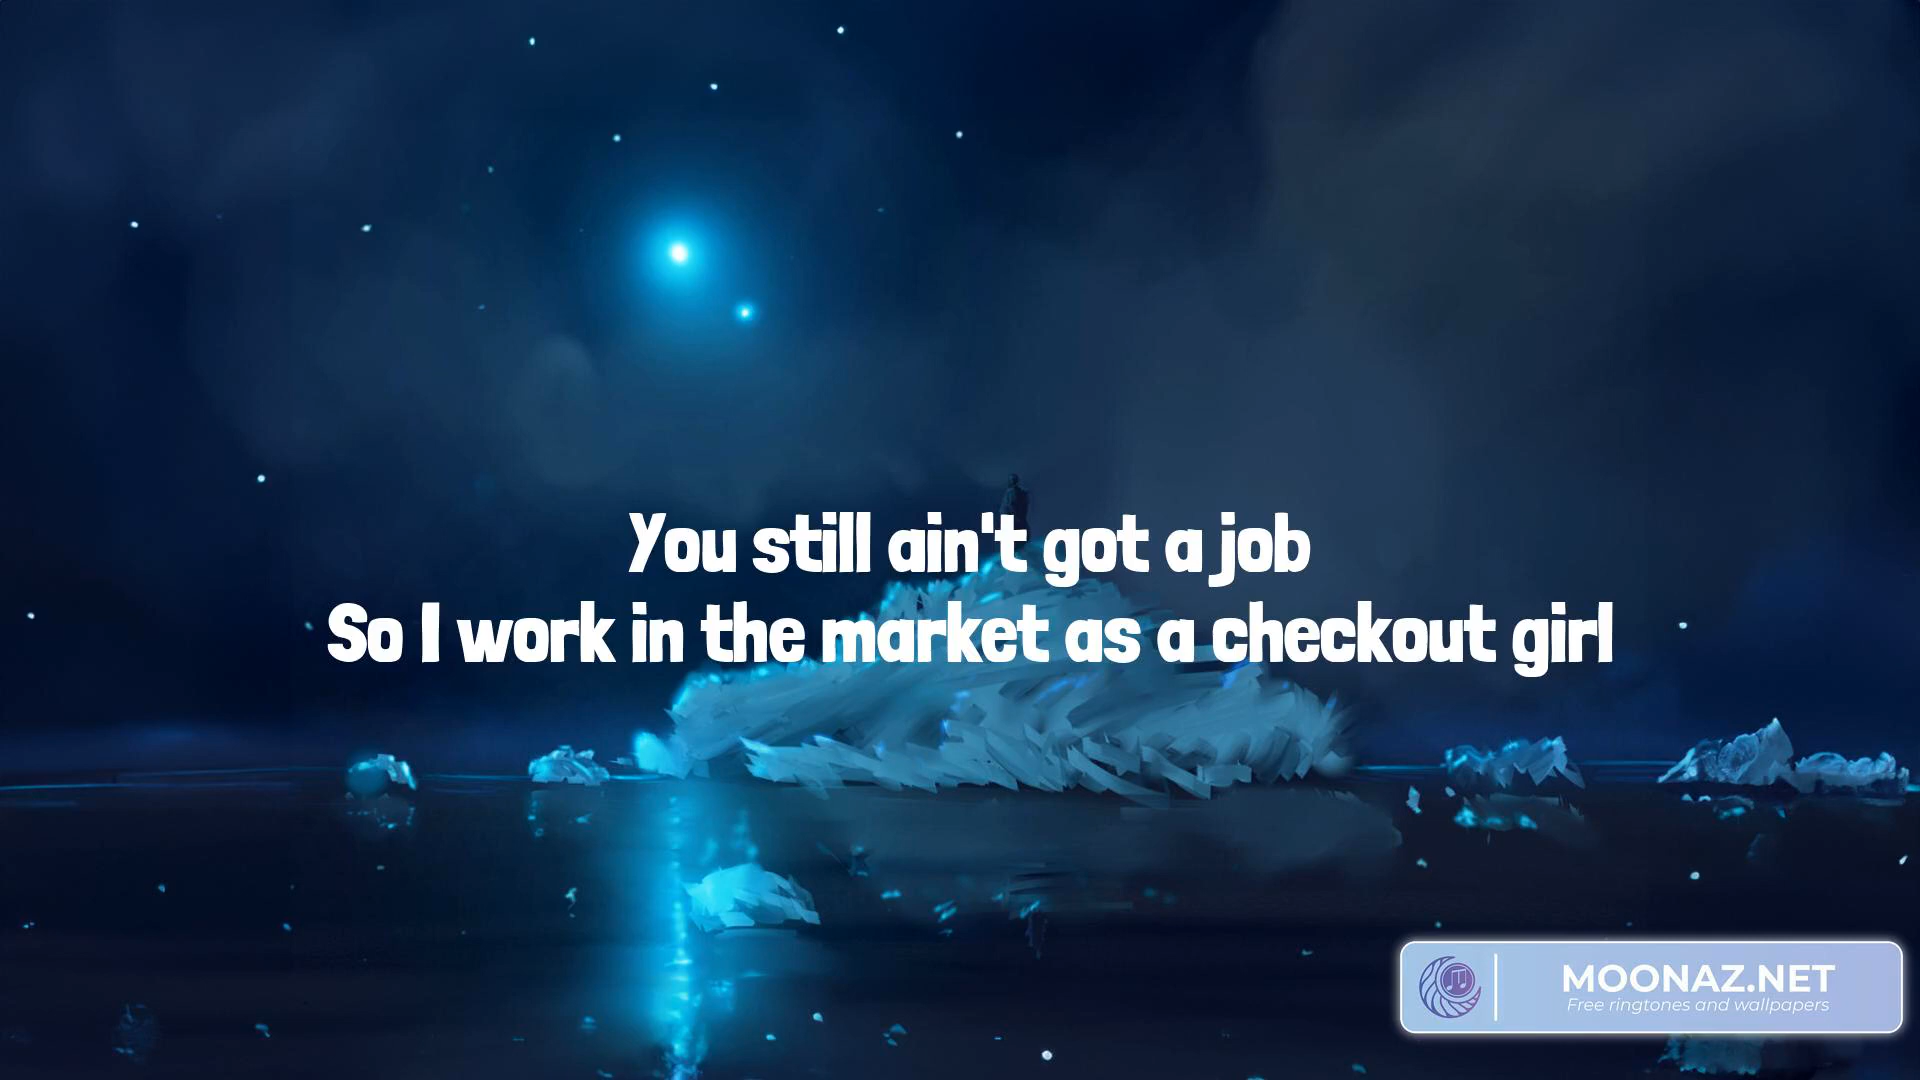 You still ain't got a job
So I work in the market as a checkout girl
MOONAZ.NET
Free ringtones and wallpapers